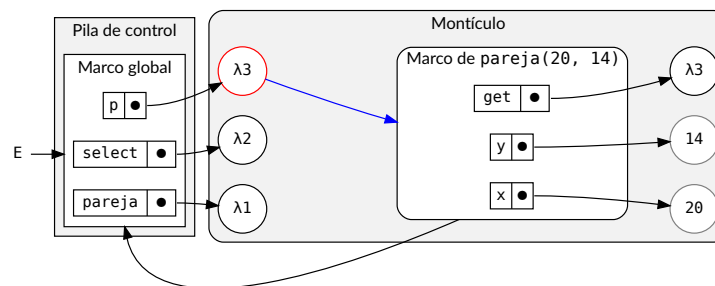 Pila de control
Montículo
Marco global
Marco de pareja(20, 14)
p
λ3
get
λ3
E
select
λ2
y
14
pareja
λ1
x
20